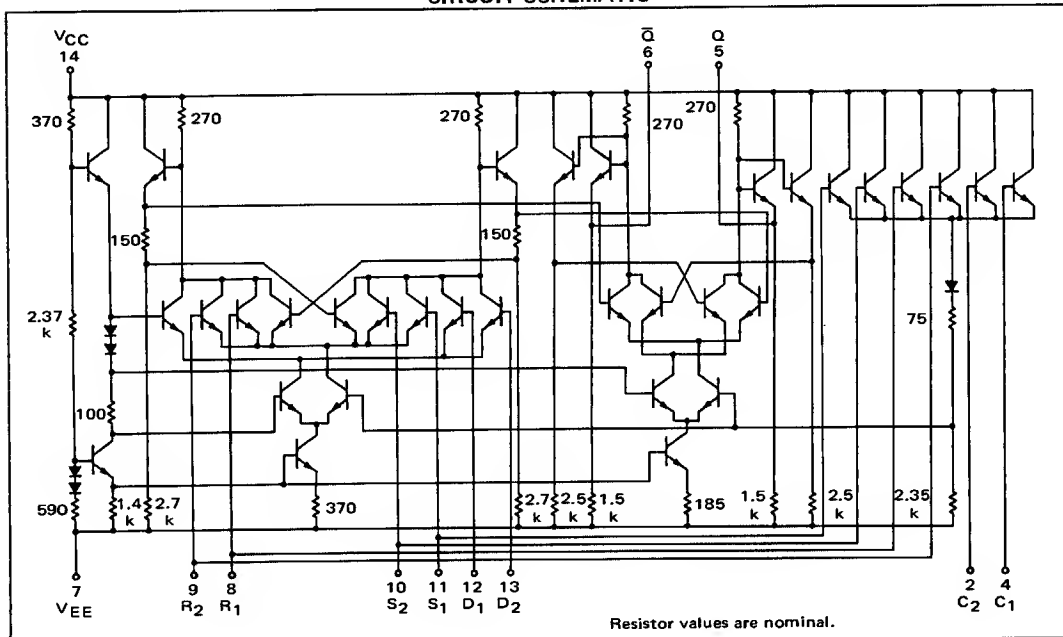 VCC
14
Q̅
6
Q
5
370
270
270
270
270
150
150
2.37
k
75
100
590
1.4
k
2.7
k
370
2.7
k
2.5
k
1.5
k
185
1.5
k
2.5
k
2.35
k
7
VEE
9
R2
8
R1
10
S2
11
S1
12
D1
13
D2
2
C2
4
C1
Resistor values are nominal.